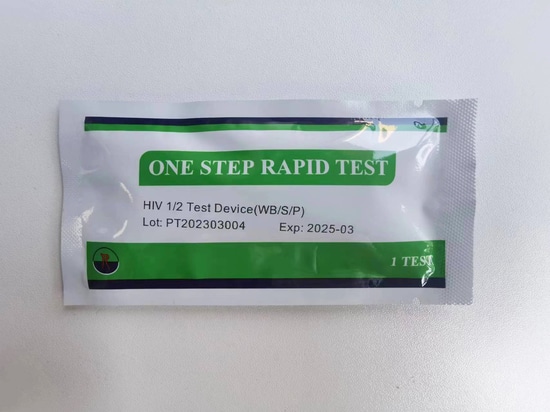 ONE STEP RAPID TEST
HIV 1/2 Test Device(WB/S/P)
Lot: PT202303004 Exp: 2025-03
1 TEST